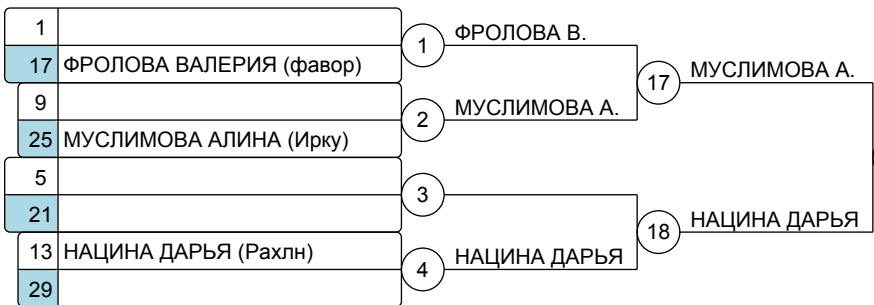 1
17 ФРОЛОВА ВАЛЕРИЯ (фавор)
9
25 МУСЛИМОВА АЛИНА (Ирку)
5
21
13 НАЦИНА ДАРЬЯ (Рахлн)
29
1 ФРОЛОВА В.
2 МУСЛИМОВА А.
3
4 НАЦИНА ДАРЬЯ
17 МУСЛИМОВА А.
18 НАЦИНА ДАРЬЯ